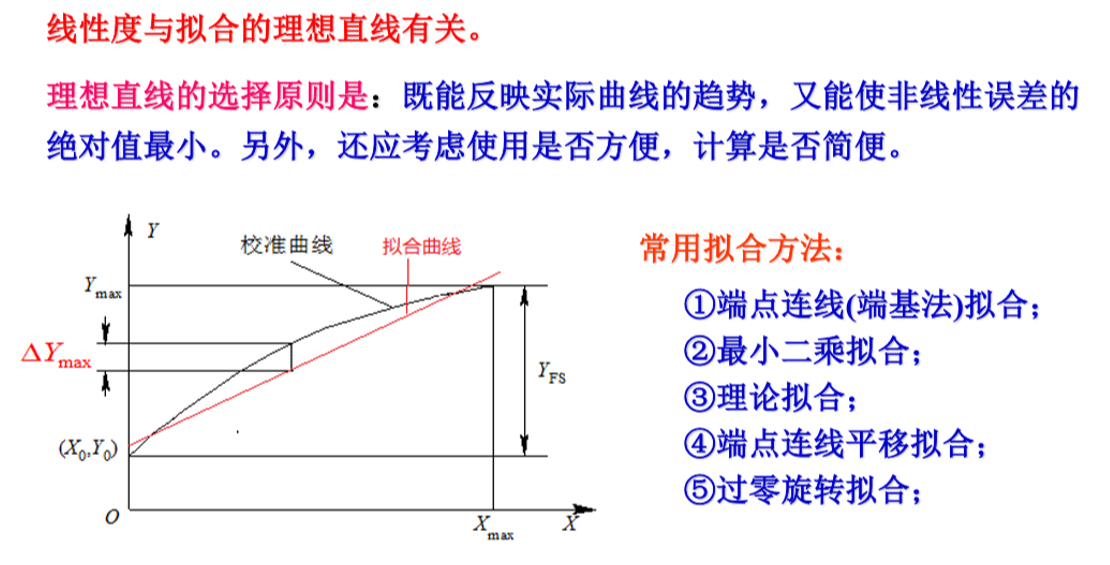 线性度与拟合的理想直线有关。
理想直线的选择原则是：既能反映实际曲线的趋势，又能使非线性误差的
绝对值最小。另外，还应考虑使用是否方便，计算是否简便。
Y
校准曲线
拟合曲线
Ymax
ΔYmax
YFS
(X0,Y0)
O
Xmax
X
常用拟合方法：
①端点连线(端基法)拟合；
②最小二乘拟合；
③理论拟合；
④端点连线平移拟合；
⑤过零旋转拟合；